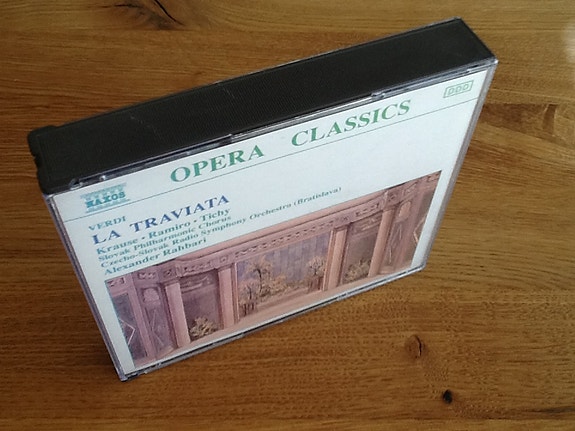 OPERA CLASSICS
DDD
NAXOS
VERDI
LA TRAVIATA
Krause · Ramiro · Tichy
Slovak Philharmonic Chorus
Czecho-Slovak Radio Symphony Orchestra (Bratislava)
Alexander Rahbari